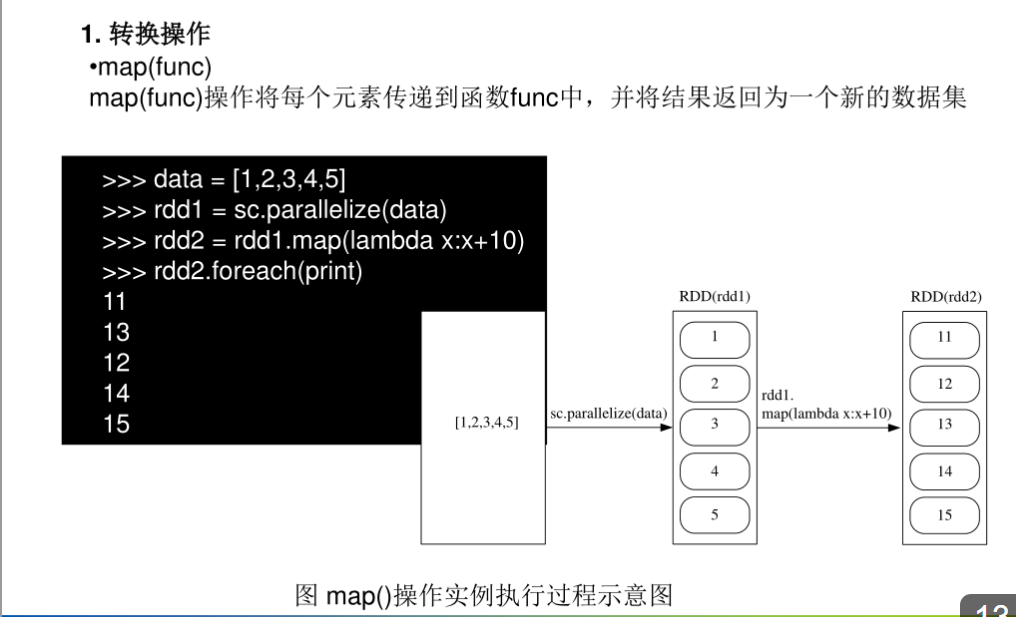 1. 转换操作
•map(func)
map(func)操作将每个元素传递到函数func中，并将结果返回为一个新的数据集
>>> data = [1,2,3,4,5]
>>> rdd1 = sc.parallelize(data)
>>> rdd2 = rdd1.map(lambda x:x+10)
>>> rdd2.foreach(print)
11
13
12
14
15
[1,2,3,4,5]
sc.parallelize(data)
RDD(rdd1)
1
2
3
4
5
rdd1.
map(lambda x:x+10)
RDD(rdd2)
11
12
13
14
15
图 map()操作实例执行过程示意图
13